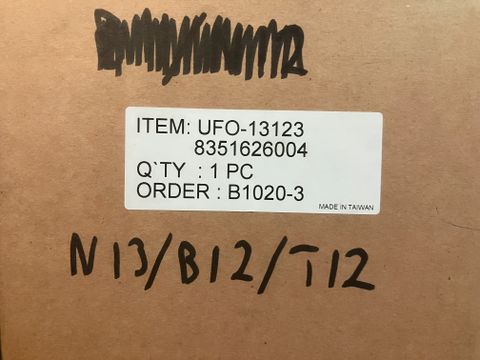 ITEM: UFO-13123
8351626004
Q`TY : 1 PC
ORDER : B1020-3
MADE IN TAIWAN
N13/B12/T12